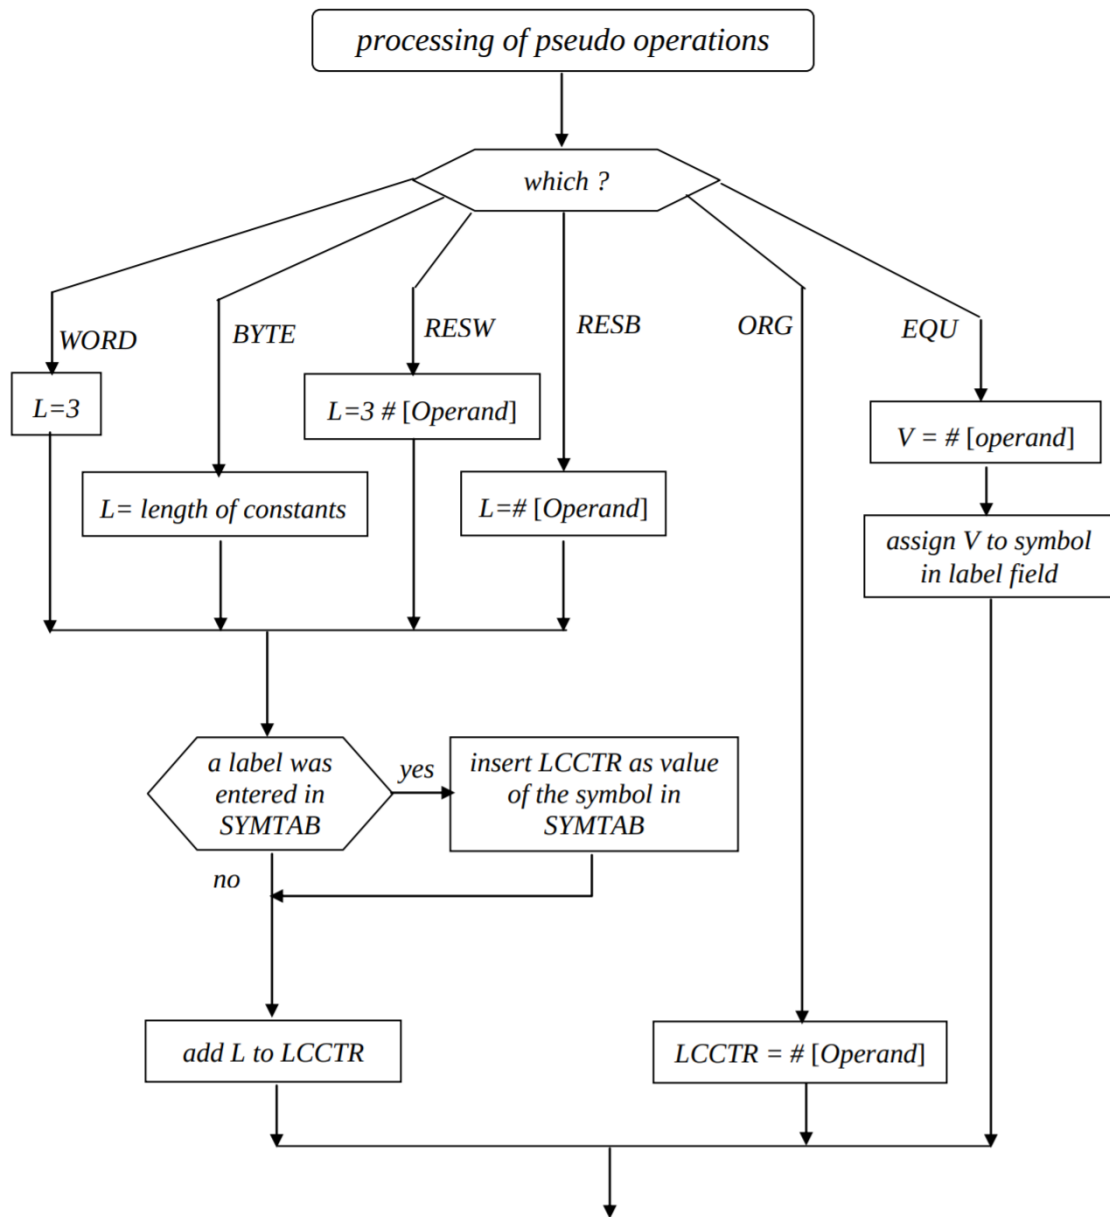 processing of pseudo operations
which ?
WORD
BYTE
RESW
RESB
ORG
EQU
L=3
L=3 # [Operand]
V = # [operand]
L= length of constants
L=# [Operand]
assign V to symbol
in label field
a label was
entered in
SYMTAB
yes
insert LCCTR as value
of the symbol in
SYMTAB
no
add L to LCCTR
LCCTR = # [Operand]